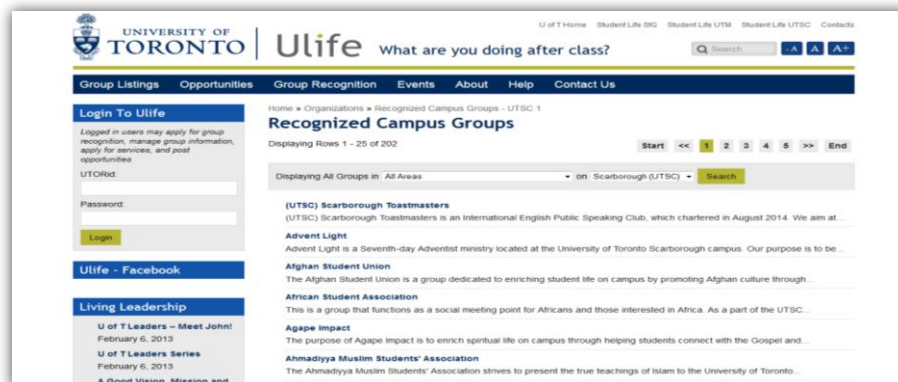 U of T Home Student Life StG Student Life UTM Student Life UTSC Contacts
UNIVERSITY OF
TORONTO
Ulife What are you doing after class?
Search
- A A A+
Group Listings Opportunities Group Recognition Events About Help Contact Us
Login To Ulife
Logged in users may apply for group
recognition, manage group information,
apply for services, and post
opportunities
UTORid:
Password:
Login
Ulife - Facebook
Living Leadership
U of T Leaders – Meet John!
February 6, 2013
U of T Leaders Series
February 6, 2013
A Good Vision, Mission and
Home » Organizations » Recognized Campus Groups - UTSC 1
Recognized Campus Groups
Displaying Rows 1 - 25 of 202
Start << 1 2 3 4 5 >> End
Displaying All Groups in All Areas on Scarborough (UTSC) Search
(UTSC) Scarborough Toastmasters
(UTSC) Scarborough Toastmasters is an International English Public Speaking Club, which chartered in August 2014. We aim at...
Advent Light
Advent Light is a Seventh-day Adventist ministry located at the University of Toronto Scarborough campus. Our purpose is to be...
Afghan Student Union
The Afghan Student Union is a group dedicated to enriching student life on campus by promoting Afghan culture through...
African Student Association
This is a group that functions as a social meeting point for Africans and those interested in Africa. As a part of the UTSC...
Agape Impact
The purpose of Agape Impact is to enrich spiritual life on campus through helping students connect with the Gospel and...
Ahmadiyya Muslim Students' Association
The Ahmadiyya Muslim Students' Association strives to present the true teachings of Islam to the University of Toronto...